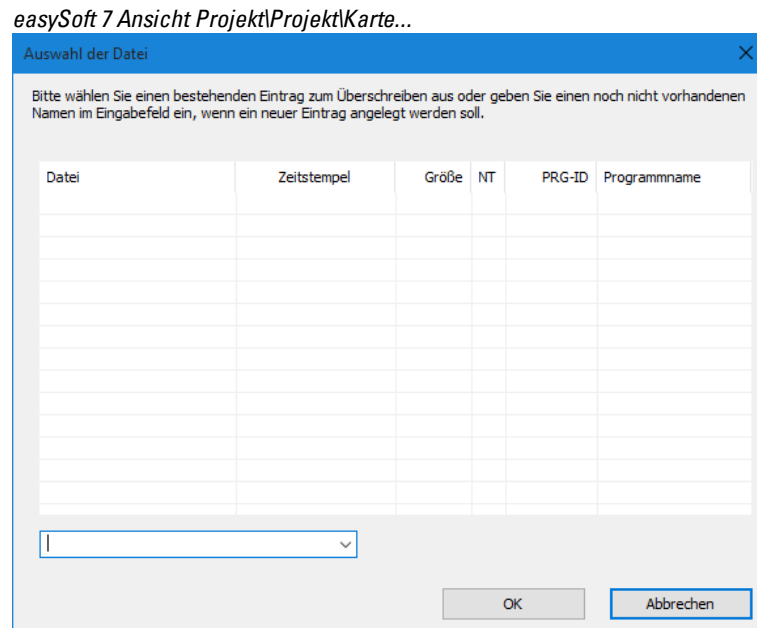 easySoft 7 Ansicht Projekt\Projekt\Karte...
Auswahl der Datei
Bitte wählen Sie einen bestehenden Eintrag zum Überschreiben aus oder geben Sie einen noch nicht vorhandenen
Namen im Eingabefeld ein, wenn ein neuer Eintrag angelegt werden soll.
Datei Zeitstempel Größe NT PRG-ID Programmname
OK Abbrechen